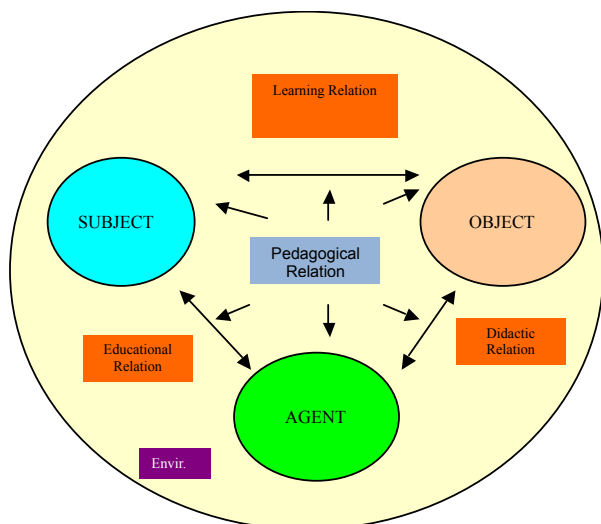 Learning Relation
SUBJECT
OBJECT
Pedagogical
Relation
Educational
Relation
Didactic
Relation
AGENT
Envir.